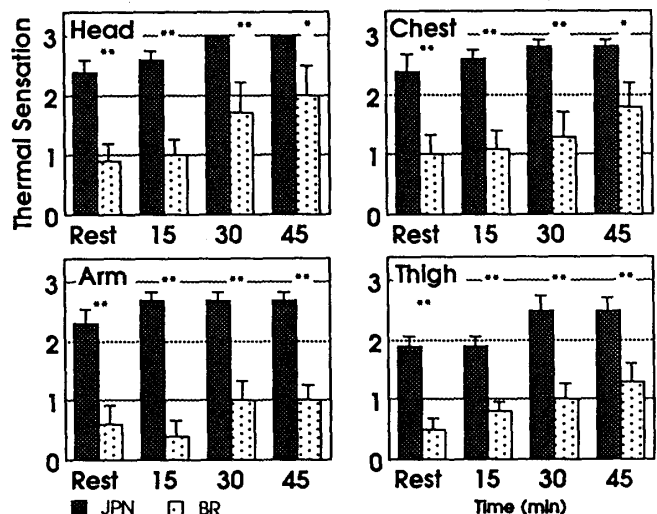 Thermal Sensation
Head
** ** ** *
3
2
1
0
Rest 15 30 45
Chest
** ** ** *
3
2
1
0
Rest 15 30 45
Arm
** ** ** **
3
2
1
0
Rest 15 30 45
Thigh
** ** ** **
3
2
1
0
Rest 15 30 45
JPN BR
Time (min)